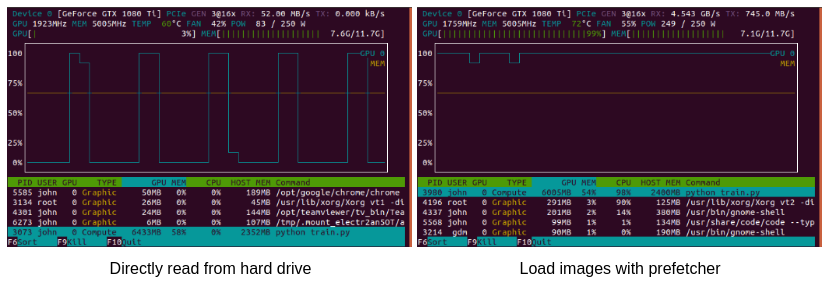 Device 0 [GeForce GTX 1080 Ti] PCIe GEN 3@16x RX: 52.00 MB/s TX: 0.000 kB/s
GPU 1923MHz MEM 5005MHz TEMP 60°C FAN 42% POW 83 / 250 W
GPU[| 3%] MEM[|||||||||||||||||||| 7.6G/11.7G]
100
GPU 0
MEM
75%
50%
25%
0%
PID USER GPU TYPE GPU MEM CPU HOST MEM Command
5585 john 0 Graphic 50MB 0% 0% 189MB /opt/google/chrome/chrome
3134 root 0 Graphic 26MB 0% 0% 45MB /usr/lib/xorg/Xorg vt1 -di
4301 john 0 Graphic 24MB 0% 0% 144MB /opt/teamviewer/tv_bin/Tea
6273 john 0 Graphic 6MB 0% 0% 107MB /tmp/.mount_electr2anSOT/a
3073 john 0 Compute 6433MB 58% 0% 2352MB python train.py
F6Sort F9Kill F10Quit
Directly read from hard drive
Device 0 [GeForce GTX 1080 Ti] PCIe GEN 3@16x RX: 4.543 GB/s TX: 745.0 MB/s
GPU 1759MHz MEM 5005MHz TEMP 72°C FAN 55% POW 249 / 250 W
GPU[|||||||||||||||||||||||||||||99%] MEM[||||||||||||||||||| 7.1G/11.7G]
100
GPU 0
MEM
75%
50%
25%
0%
PID USER GPU TYPE GPU MEM CPU HOST MEM Command
3980 john 0 Compute 6085MB 54% 98% 2400MB python train.py
4196 root 0 Graphic 291MB 3% 90% 125MB /usr/lib/xorg/Xorg vt2 -di
4337 john 0 Graphic 201MB 2% 14% 380MB /usr/bin/gnome-shell
5568 john 0 Graphic 99MB 1% 1% 134MB /usr/share/code/code --typ
3214 gdm 0 Graphic 90MB 1% 0% 190MB /usr/bin/gnome-shell
F6Sort F9Kill F10Quit
Load images with prefetcher